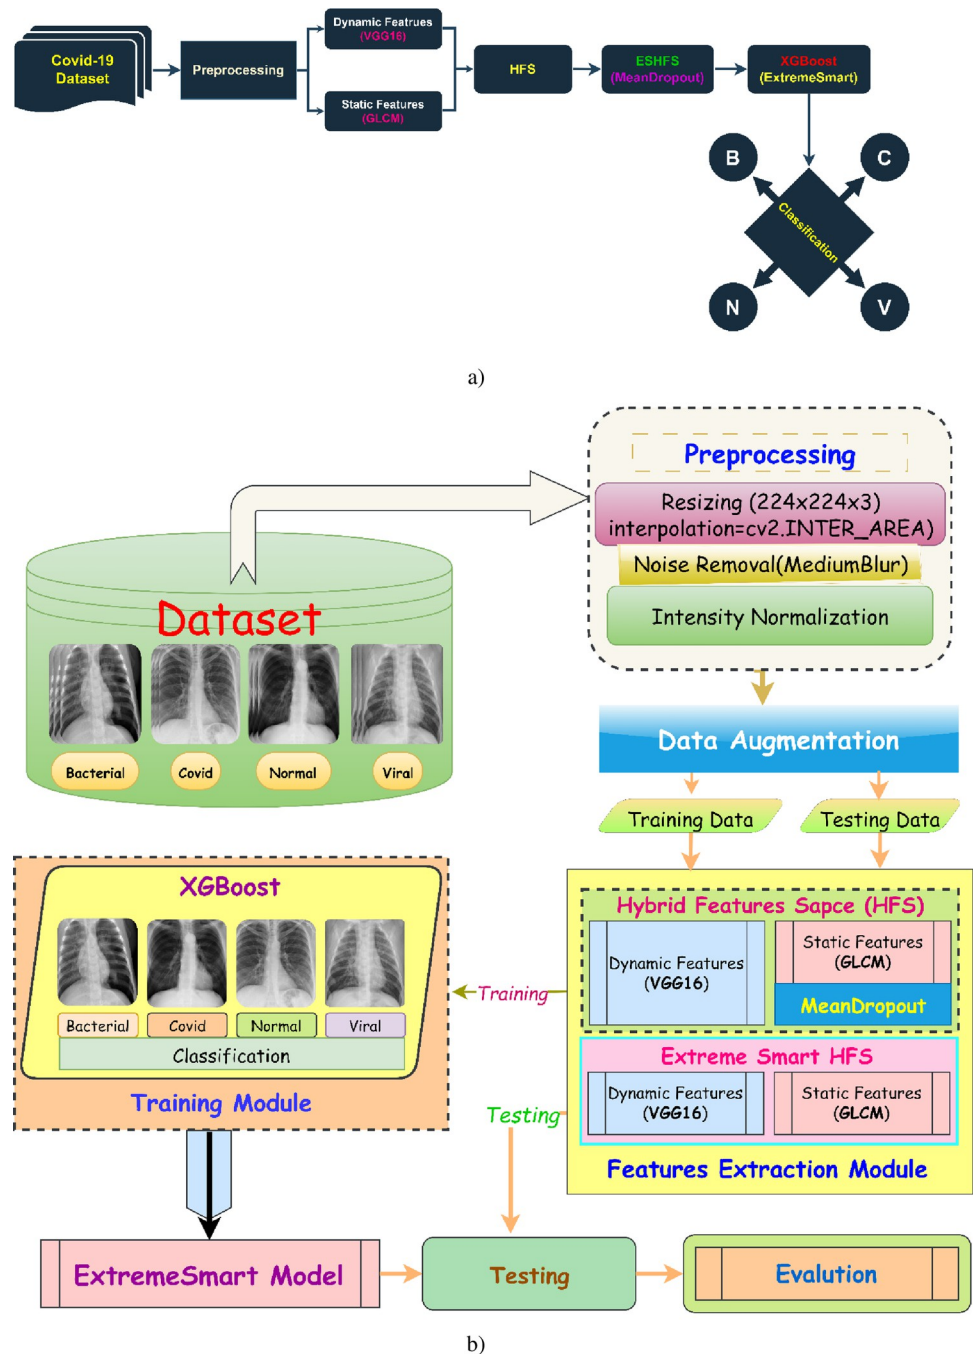 Covid-19
Dataset
Preprocessing
Dynamic Featrues
(VGG16)
Static Features
(GLCM)
HFS
ESHFS
(MeanDropout)
XGBoost
(ExtremeSmart)
B
C
Classification
N
V
a)
Preprocessing
Resizing (224x224x3)
interpolation=cv2.INTER_AREA)
Noise Removal(MediumBlur)
Intensity Normalization
Dataset
Bacterial
Covid
Normal
Viral
Data Augmentation
Training Data
Testing Data
XGBoost
Bacterial
Covid
Normal
Viral
Classification
Training Module
Training
Testing
Hybrid Features Sapce (HFS)
Dynamic Features
(VGG16)
Static Features
(GLCM)
MeanDropout
Extreme Smart HFS
Dynamic Features
(VGG16)
Static Features
(GLCM)
Features Extraction Module
ExtremeSmart Model
Testing
Evalution
b)